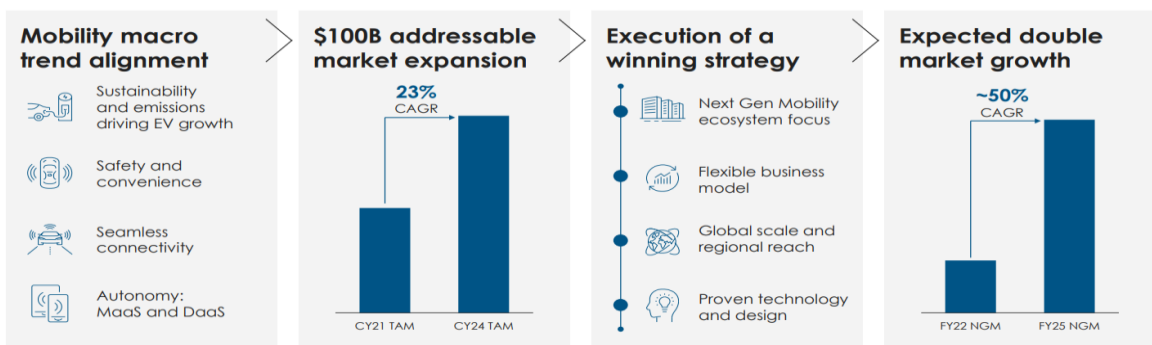 Mobility macro
trend alignment
Sustainability
and emissions
driving EV growth
Safety and
convenience
Seamless
connectivity
Autonomy:
MaaS and DaaS
$100B addressable
market expansion
23%
CAGR
CY21 TAM
CY24 TAM
Execution of a
winning strategy
Next Gen Mobility
ecosystem focus
Flexible business
model
Global scale and
regional reach
Proven technology
and design
Expected double
market growth
~50%
CAGR
FY22 NGM
FY25 NGM